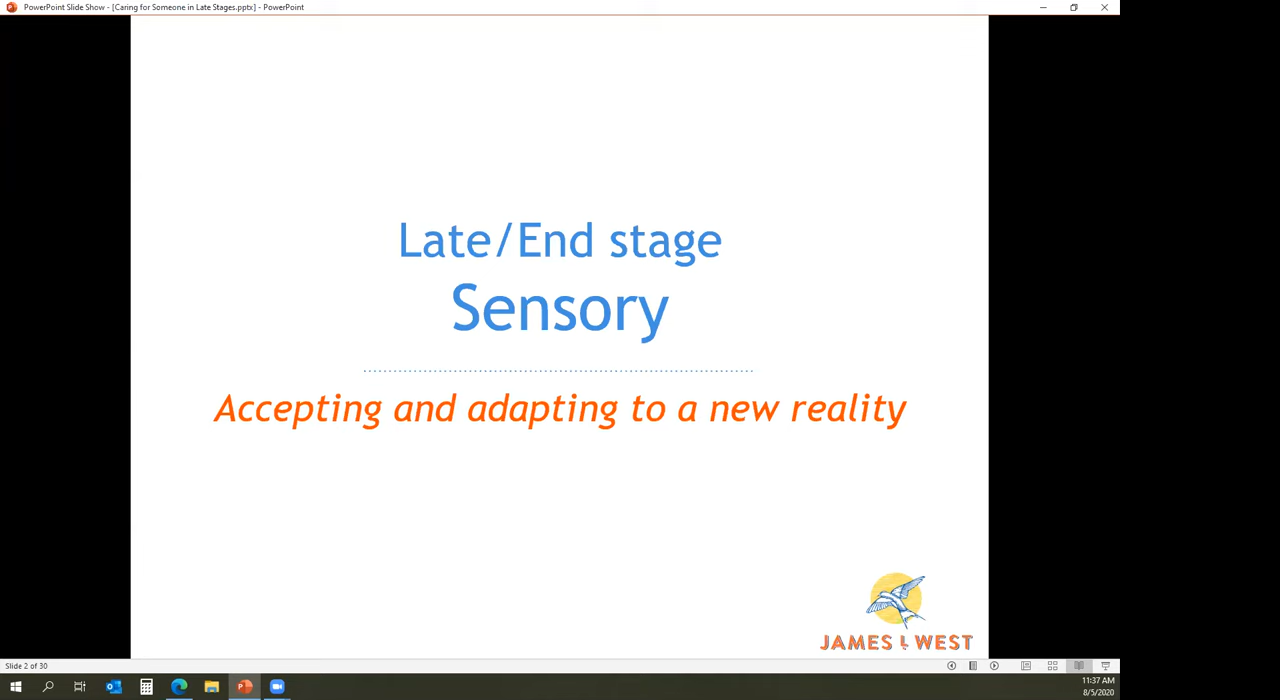 PowerPoint Slide Show - [Caring for Someone in Late Stages.pptx] - PowerPoint
Late/End stage
Sensory
Accepting and adapting to a new reality
JAMES L WEST
Slide 2 of 30
11:37 AM
8/5/2020